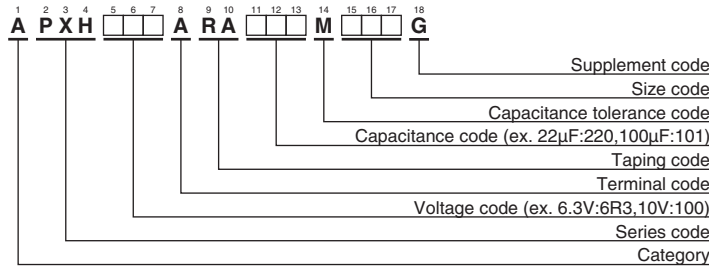 1 2 3 4 5 6 7 8 9 10 11 12 13 14 15 16 17 18
A PXH A RA M G
Supplement code
Size code
Capacitance tolerance code
Capacitance code (ex. 22µF:220,100µF:101)
Taping code
Terminal code
Voltage code (ex. 6.3V:6R3,10V:100)
Series code
Category